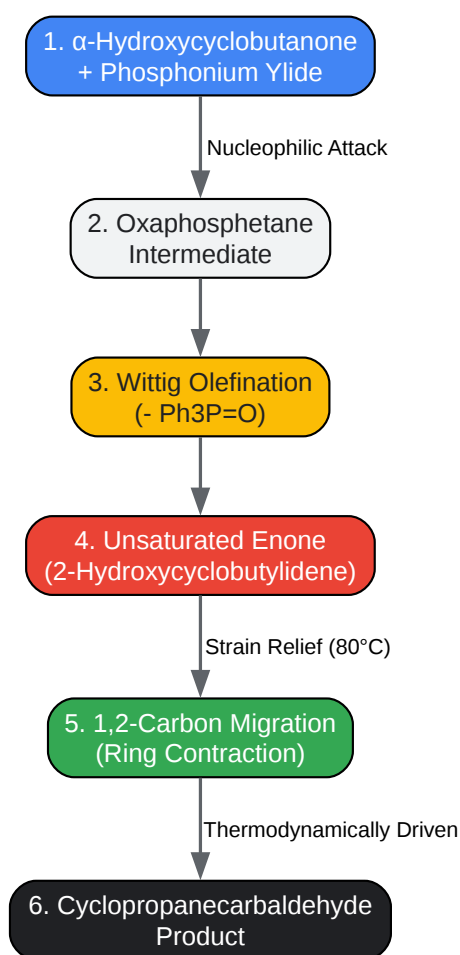 1. α-Hydroxycyclobutanone
+ Phosphonium Ylide
Nucleophilic Attack
2. Oxaphosphetane
Intermediate
3. Wittig Olefination
(- Ph3P=O)
4. Unsaturated Enone
(2-Hydroxycyclobutylidene)
Strain Relief (80°C)
5. 1,2-Carbon Migration
(Ring Contraction)
Thermodynamically Driven
6. Cyclopropanecarbaldehyde
Product